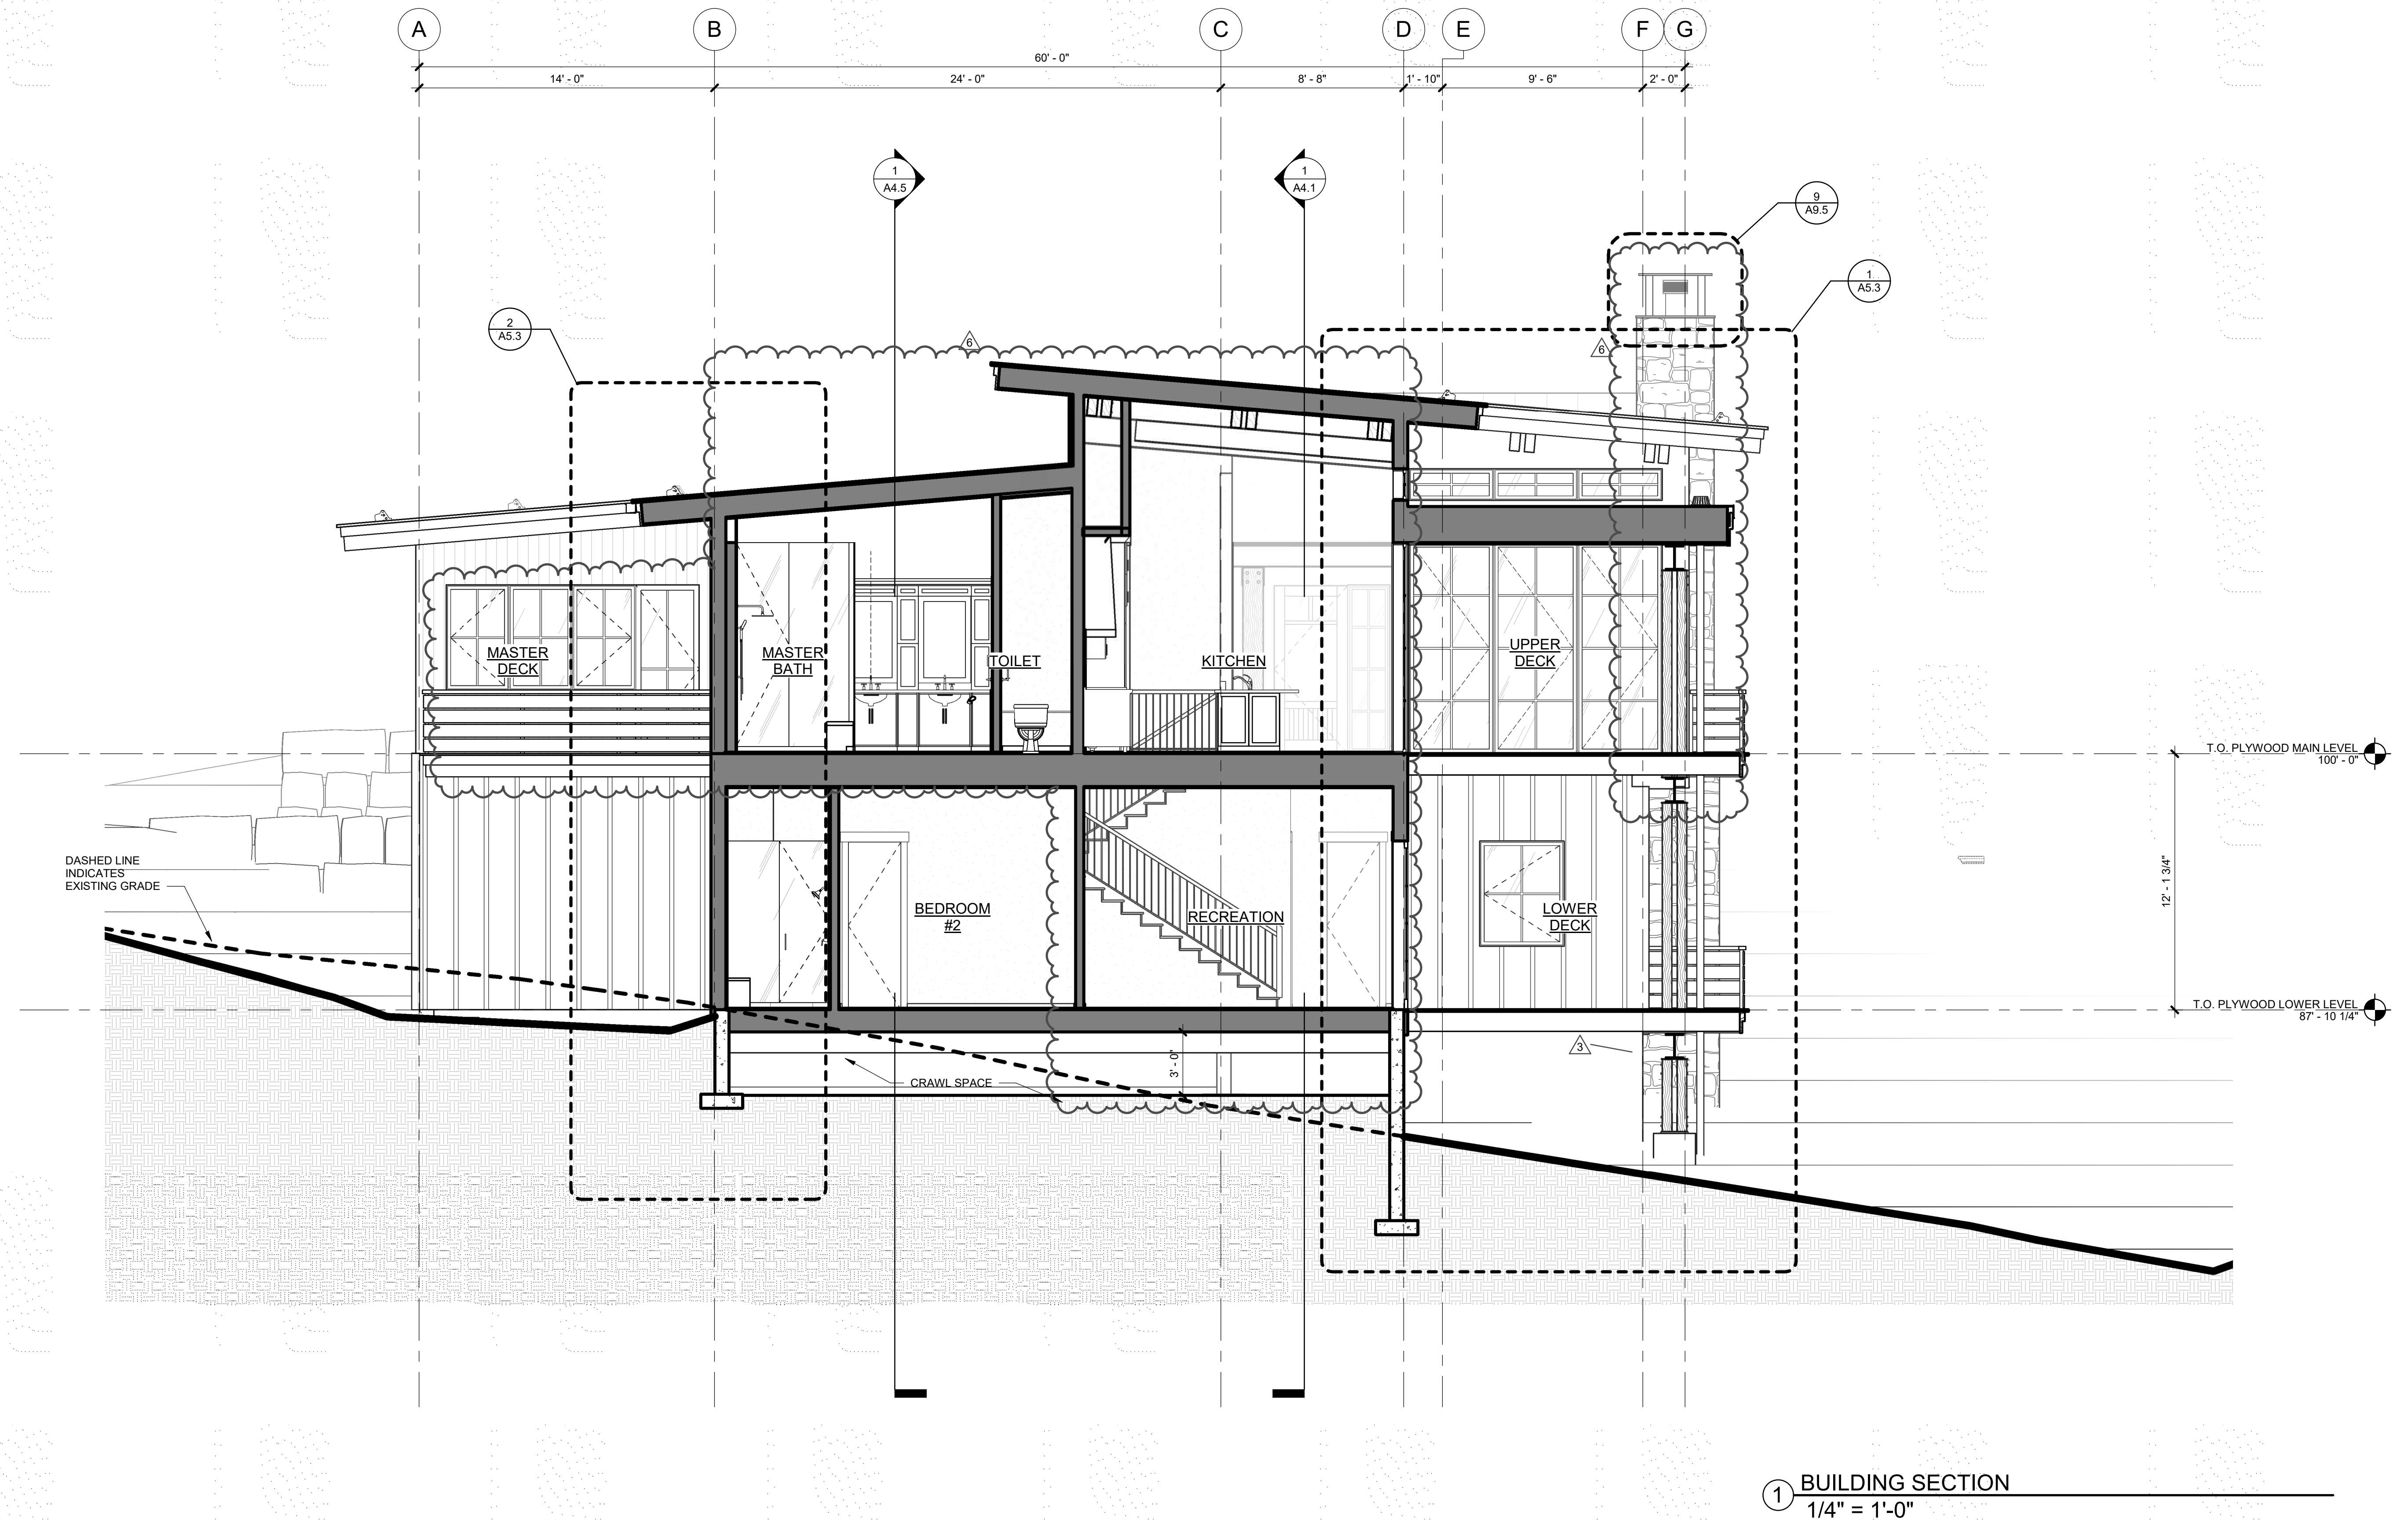 A
B
C
D
E
F
G
60' - 0"
14' - 0"
24' - 0"
8' - 8"
1' - 10"
9' - 6"
2' - 0"
1
A4.5
1
A4.1
9
A9.5
1
A5.3
2
A5.3
6
6
MASTER
DECK
MASTER
BATH
TOILET
KITCHEN
UPPER
DECK
T.O. PLYWOOD MAIN LEVEL
100' - 0"
DASHED LINE
INDICATES
EXISTING GRADE
12' - 1 3/4"
BEDROOM
#2
RECREATION
LOWER
DECK
T.O. PLYWOOD LOWER LEVEL
87' - 10 1/4"
3
3' - 0"
CRAWL SPACE
1
BUILDING SECTION
1/4" = 1'-0"